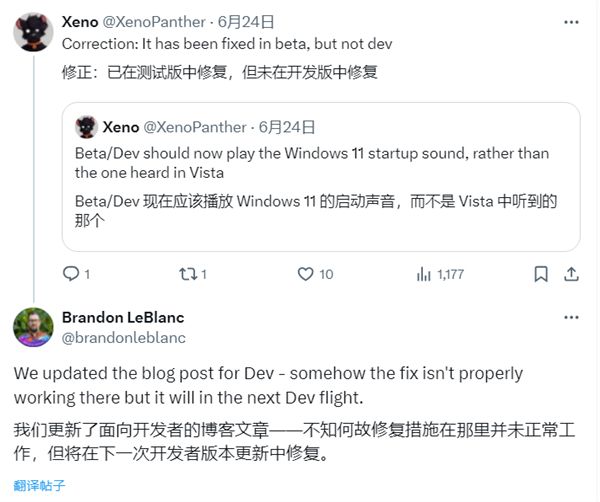 Xeno @XenoPanther · 6月24日
Correction: It has been fixed in beta, but not dev
修正：已在测试版中修复，但未在开发版中修复
Xeno @XenoPanther · 6月24日
Beta/Dev should now play the Windows 11 startup sound, rather than
the one heard in Vista
Beta/Dev 现在应该播放 Windows 11 的启动声音，而不是 Vista 中听到的
那个
1 1 10 1,177
Brandon LeBlanc
@brandonleblanc
We updated the blog post for Dev - somehow the fix isn't properly
working there but it will in the next Dev flight.
我们更新了面向开发者的博客文章——不知何故修复措施在那里并未正常工
作，但将在下一次开发者版本更新中修复。
翻译帖子